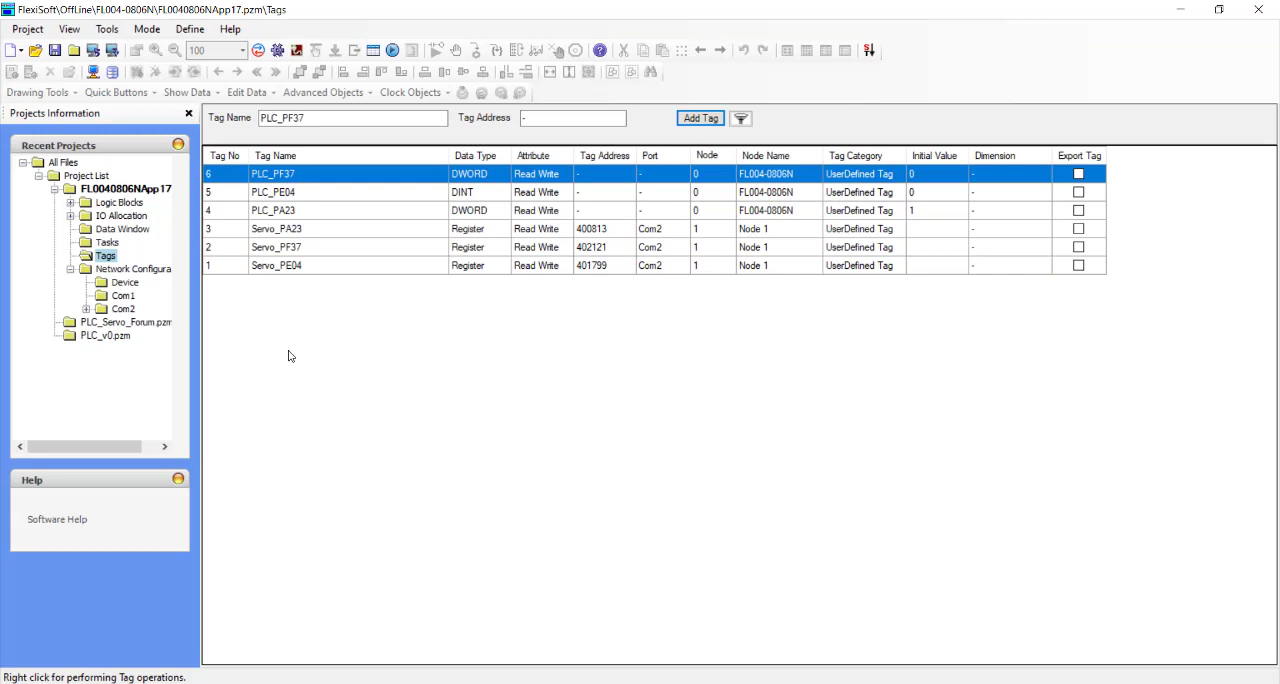 FlexiSoft\OffLine\FL004-0806N\FL0040806NApp17.pzm\Tags
Project View Tools Mode Define Help
100
Drawing Tools Quick Buttons Show Data Edit Data Advanced Objects Clock Objects
Projects Information
Tag Name PLC_PF37 Tag Address - Add Tag
Recent Projects
All Files
Project List
FL0040806NApp17
Logic Blocks
IO Allocation
Data Window
Tasks
Tags
Network Configura
Device
Com1
Com2
PLC_Servo_Forum.pzm
PLC_v0.pzm
Help
Software Help
Tag No Tag Name Data Type Attribute Tag Address Port Node Node Name Tag Category Initial Value Dimension Export Tag
6 PLC_PF37 DWORD Read Write - - 0 FL004-0806N UserDefined Tag 0 -
5 PLC_PE04 DINT Read Write - - 0 FL004-0806N UserDefined Tag 0 -
4 PLC_PA23 DWORD Read Write - - 0 FL004-0806N UserDefined Tag 1 -
3 Servo_PA23 Register Read Write 400813 Com2 1 Node 1 UserDefined Tag -
2 Servo_PF37 Register Read Write 402121 Com2 1 Node 1 UserDefined Tag -
1 Servo_PE04 Register Read Write 401799 Com2 1 Node 1 UserDefined Tag -
Right click for performing Tag operations.